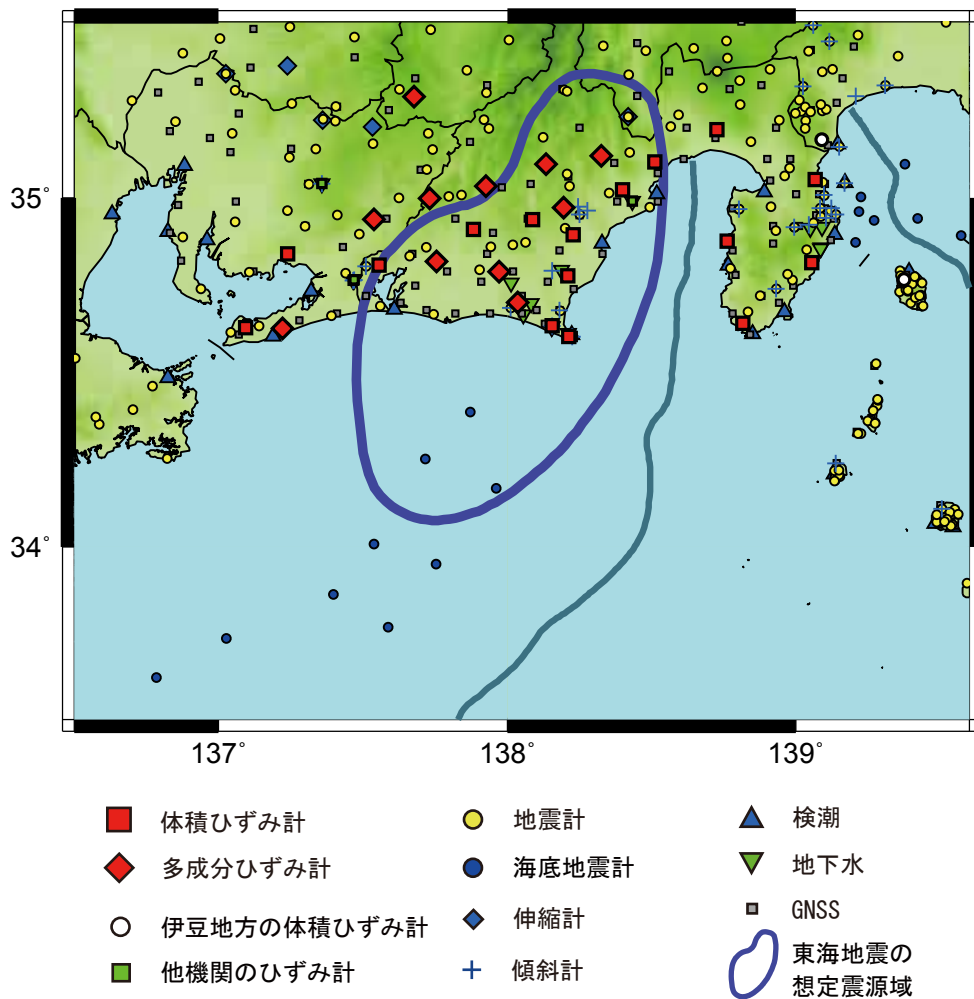 35°
34°
137°
138°
139°
体積ひずみ計
多成分ひずみ計
伊豆地方の体積ひずみ計
他機関のひずみ計
地震計
海底地震計
伸縮計
傾斜計
検潮
地下水
GNSS
東海地震の
想定震源域